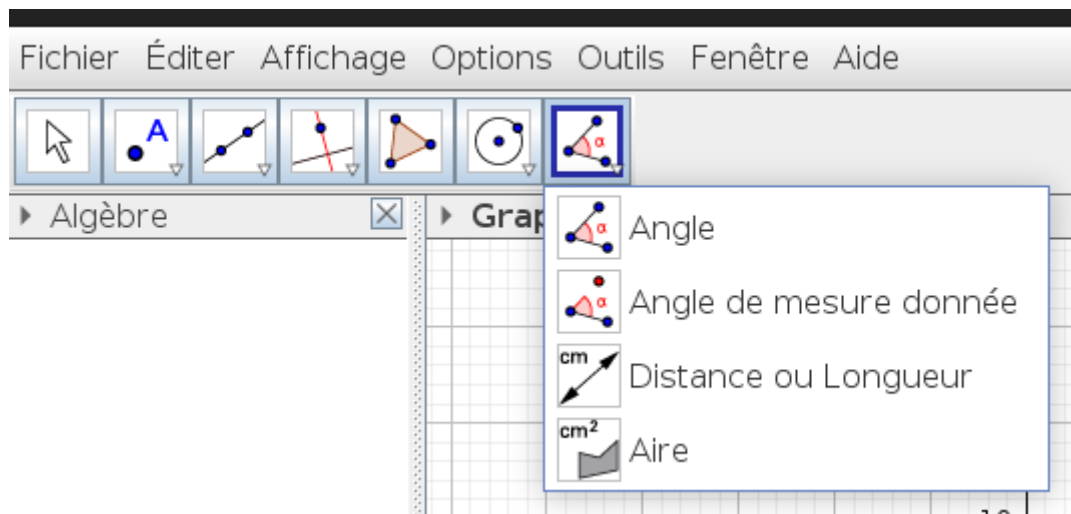 Fichier Éditer Affichage Options Outils Fenêtre Aide
A
α
Algèbre
Grap
α Angle
α Angle de mesure donnée
cm Distance ou Longueur
cm² Aire